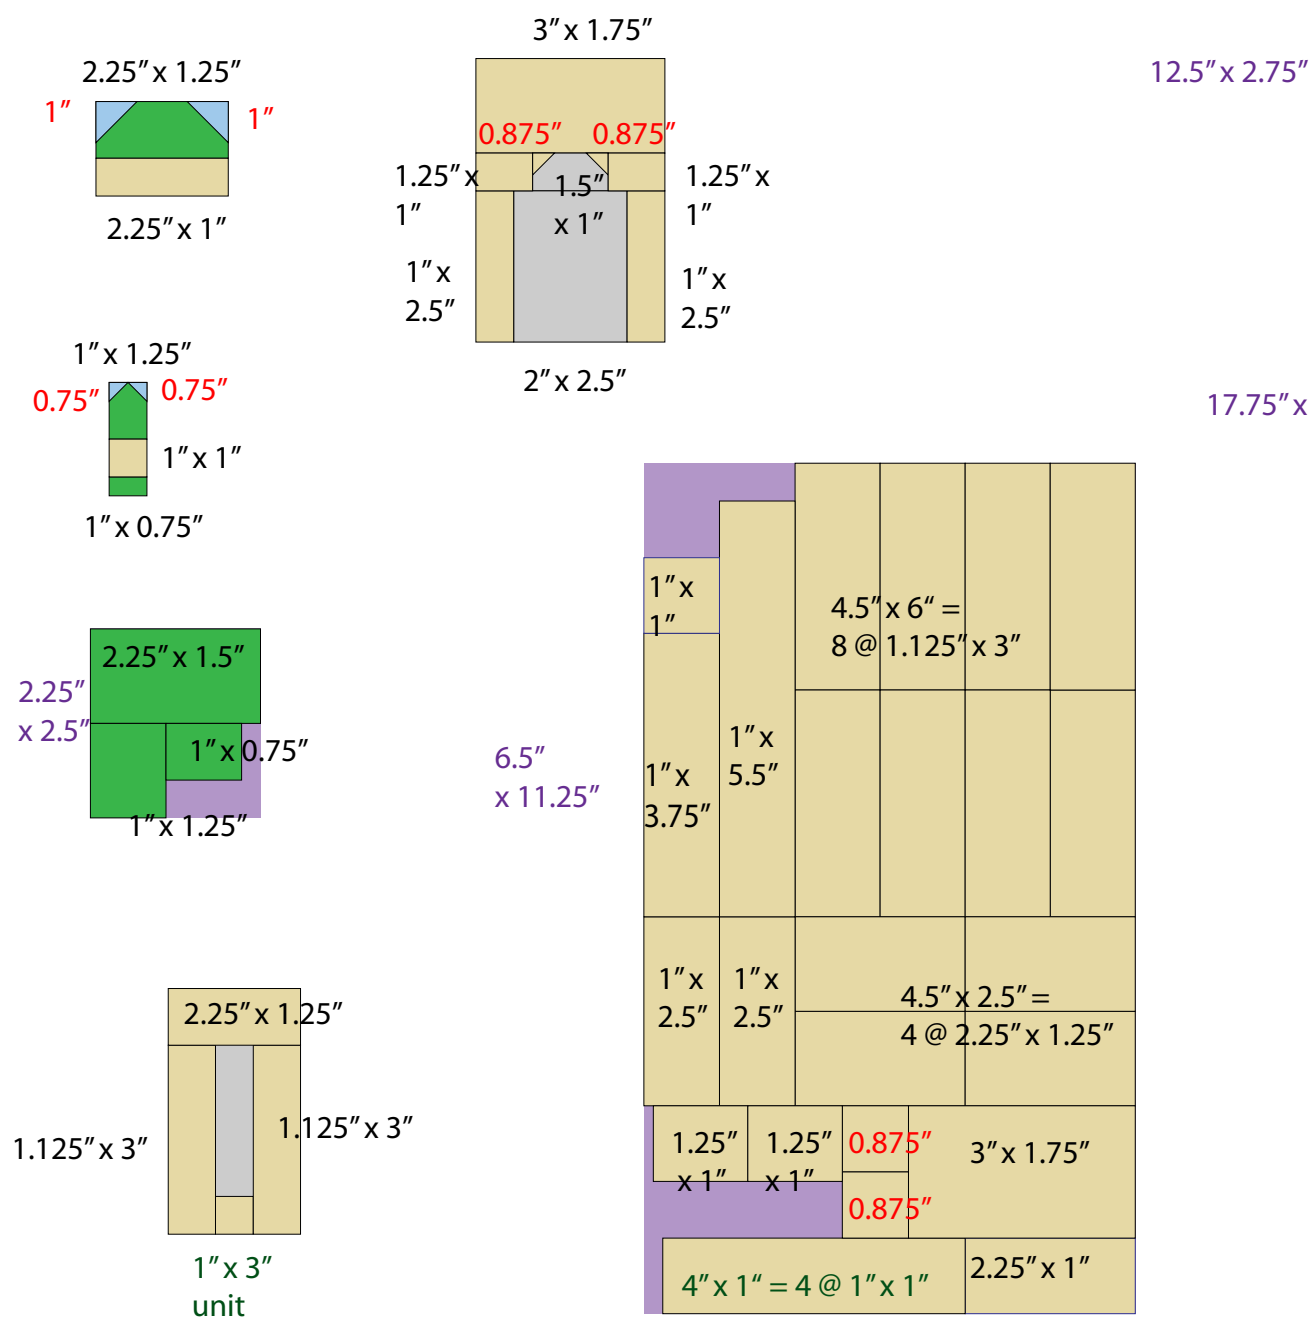 3” x 1.75”
2.25” x 1.25”
12.5” x 2.75”
1”
1”
0.875”
0.875”
1.25” x
1”
1.5”
x 1”
1.25” x
1”
2.25” x 1”
1” x
2.5”
1” x
2.5”
2” x 2.5”
1” x 1.25”
0.75”
0.75”
1” x 1”
1” x 0.75”
17.75” x
2.25” x 1.5”
2.25”
x 2.5”
1” x 0.75”
1” x 1.25”
6.5”
x 11.25”
1” x
1”
4.5” x 6“ =
8 @ 1.125” x 3”
1” x
5.5”
1” x
3.75”
1” x
2.5”
1” x
2.5”
4.5” x 2.5” =
4 @ 2.25” x 1.25”
2.25” x 1.25”
1.125” x 3”
1.125” x 3”
1” x 3”
unit
1.25”
x 1”
1.25”
x 1”
0.875”
0.875”
3” x 1.75”
4” x 1“ = 4 @ 1” x 1”
2.25” x 1”